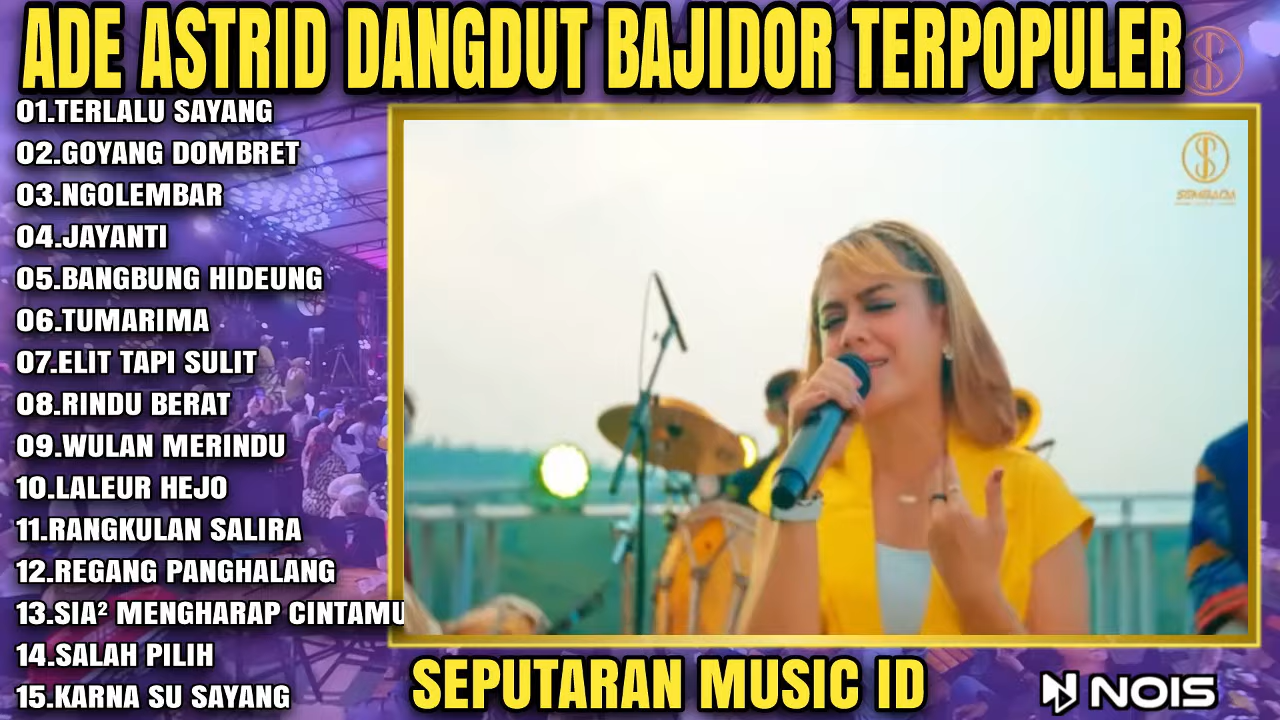 ADE ASTRID DANGDUT BAJIDOR TERPOPULER
01.TERLALU SAYANG
02.GOYANG DOMBRET
03.NGOLEMBAR
04.JAYANTI
05.BANGBUNG HIDEUNG
06.TUMARIMA
07.ELIT TAPI SULIT
08.RINDU BERAT
09.WULAN MERINDU
10.LALEUR HEJO
11.RANGKULAN SALIRA
12.REGANG PANGHALANG
13.SIA² MENGHARAP CINTAMU
14.SALAH PILIH
15.KARNA SU SAYANG
SEMBADA
SEPUTARAN MUSIC ID
NOIS